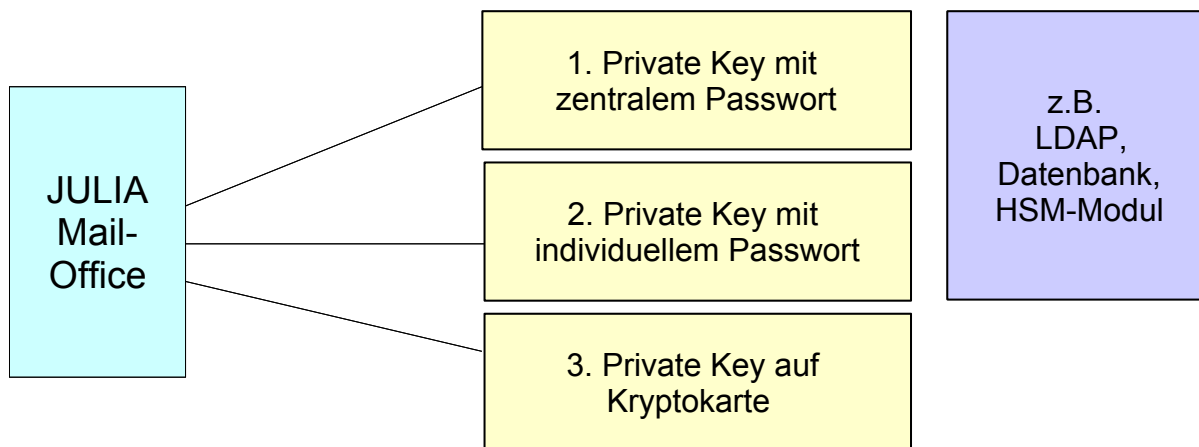 JULIA
Mail-
Office
1. Private Key mit
zentralem Passwort
2. Private Key mit
individuellem Passwort
3. Private Key auf
Kryptokarte
z.B.
LDAP,
Datenbank,
HSM-Modul